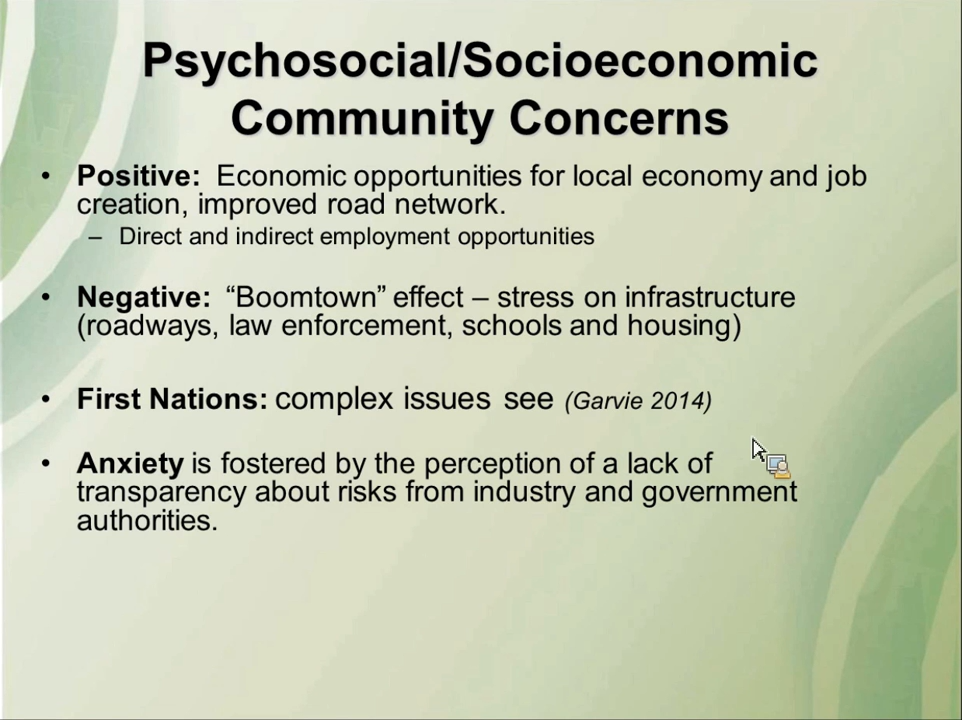 Psychosocial/Socioeconomic
Community Concerns
• Positive: Economic opportunities for local economy and job
creation, improved road network.
– Direct and indirect employment opportunities
• Negative: “Boomtown” effect – stress on infrastructure
(roadways, law enforcement, schools and housing)
• First Nations: complex issues see (Garvie 2014)
• Anxiety is fostered by the perception of a lack of
transparency about risks from industry and government
authorities.